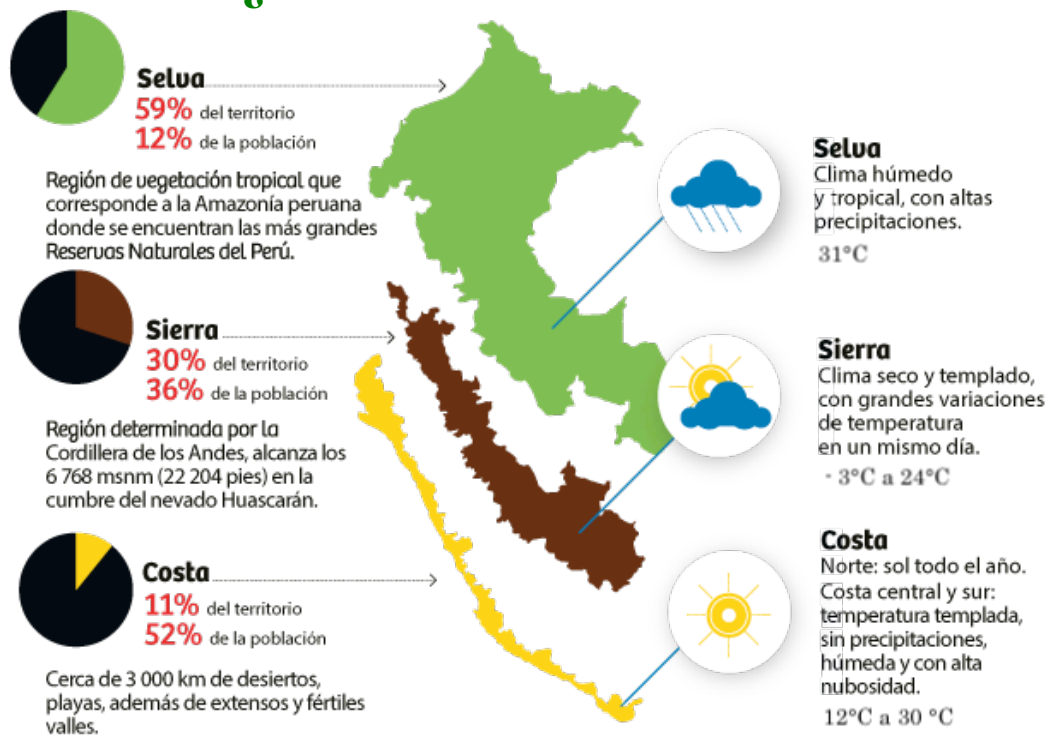 Selva
59% del territorio
12% de la población
Región de vegetación tropical que
corresponde a la Amazonía peruana
donde se encuentran las más grandes
Reservas Naturales del Perú.
Sierra
30% del territorio
36% de la población
Región determinada por la
Cordillera de los Andes, alcanza los
6 768 msnm (22 204 pies) en la
cumbre del nevado Huascarán.
Costa
11% del territorio
52% de la población
Cerca de 3 000 km de desiertos,
playas, además de extensos y fértiles
valles.
Selva
Clima húmedo
y tropical, con altas
precipitaciones.
31°C
Sierra
Clima seco y templado,
con grandes variaciones
de temperatura
en un mismo día.
- 3°C a 24°C
Costa
Norte: sol todo el año.
Costa central y sur:
temperatura templada,
sin precipitaciones,
húmeda y con alta
nubosidad.
12°C a 30 °C